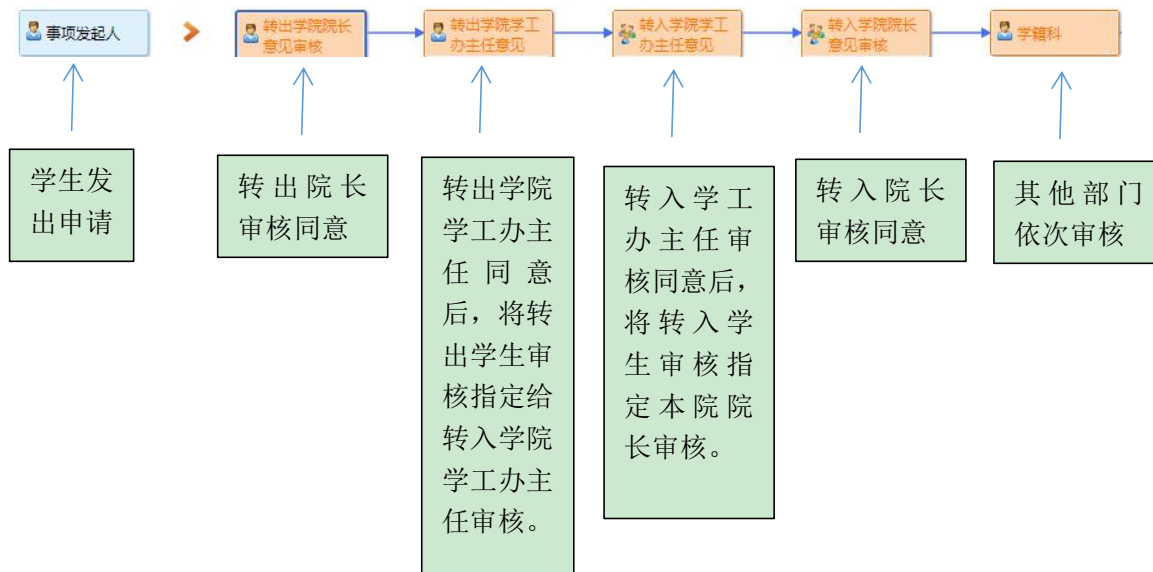 事项发起人
转出学院院长
意见审核
转出学院学工
办主任意见
转入学院学工
办主任意见
转入学院院长
意见审核
学籍科
学生发
出申请
转出院长
审核同意
转出学院
学工办主
任同意
后，将转
出学生审
核指定给
转入学院
学工办主
任审核。
转入学工
办主任审
核同意后，
将转入学
生审核指
定本院院
长审核。
转入院长
审核同意
其他部门
依次审核